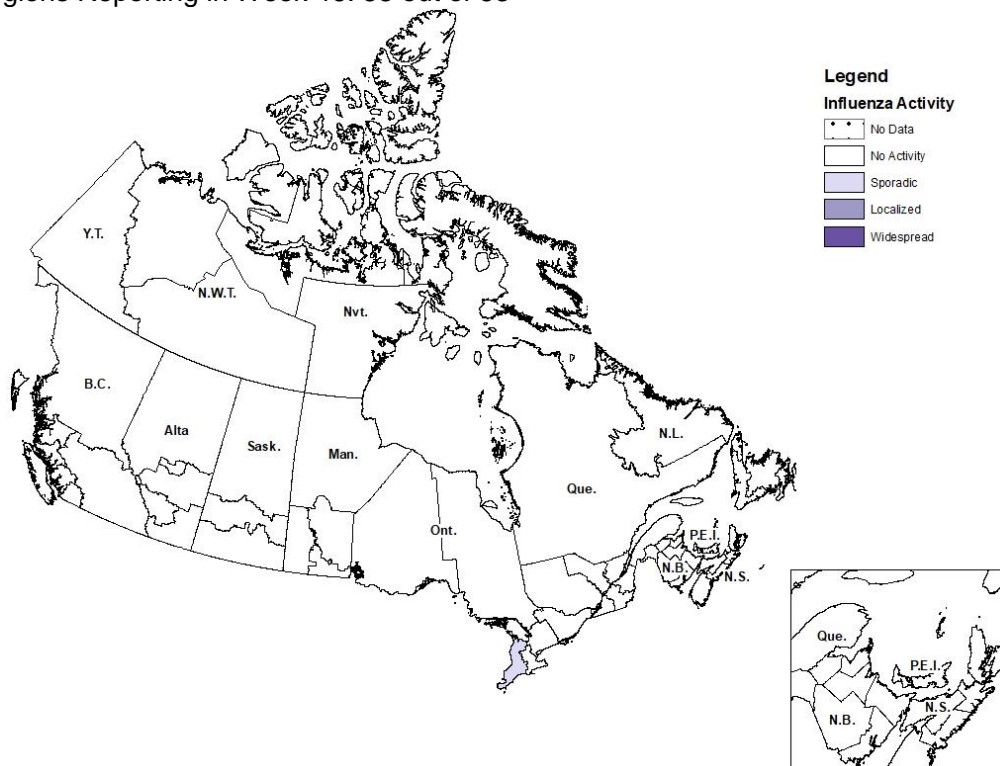 Legend
Influenza Activity
No Data
No Activity
Sporadic
Localized
Widespread
Y.T.
N.W.T.
Nvt.
B.C.
Alta
Sask.
Man.
Ont.
Que.
N.L.
P.E.I.
N.B.
N.S.
Que.
P.E.I.
N.S.
N.B.